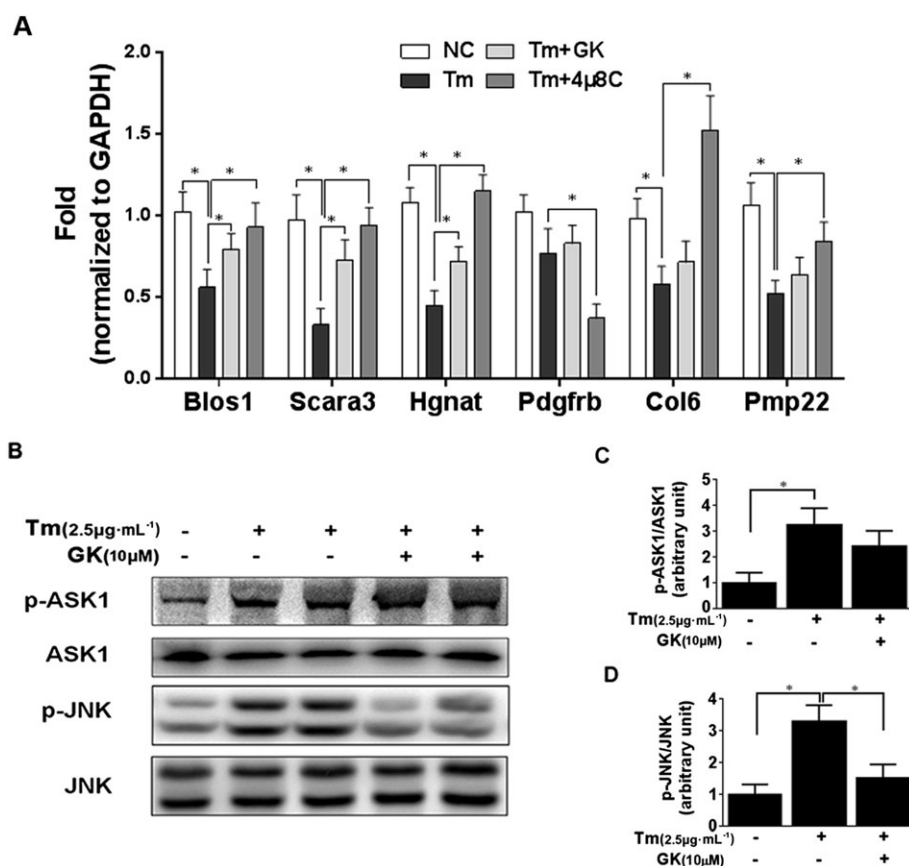 A
NC
Tm+GK
Tm
Tm+4µ8C
Fold
(normalized to GAPDH)
2.0
1.5
1.0
0.5
0.0
* * * * * * * * * * * * * *
Blos1 Scara3 Hgnat Pdgfrb Col6 Pmp22
B
Tm(2.5µg·mL⁻¹) - + + + +
GK(10µM) - - - + +
p-ASK1
ASK1
p-JNK
JNK
C
p-ASK1/ASK1
(arbitrary unit)
5
4
3
2
1
0
*
Tm(2.5µg·mL⁻¹) - + +
GK(10µM) - - +
D
p-JNK/JNK
(arbitrary unit)
4
3
2
1
0
* *
Tm(2.5µg·mL⁻¹) - + +
GK(10µM) - - +